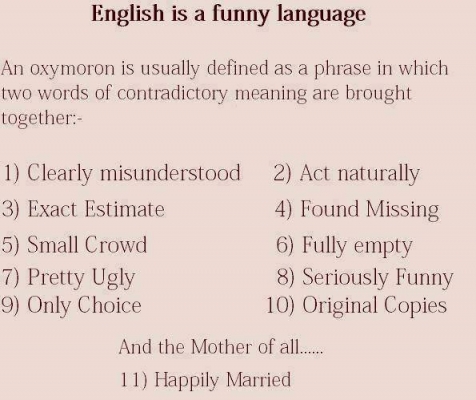 English is a funny language
An oxymoron is usually defined as a phrase in which
two words of contradictory meaning are brought
together:-
1) Clearly misunderstood 2) Act naturally
3) Exact Estimate 4) Found Missing
5) Small Crowd 6) Fully empty
7) Pretty Ugly 8) Seriously Funny
9) Only Choice 10) Original Copies
And the Mother of all......
11) Happily Married